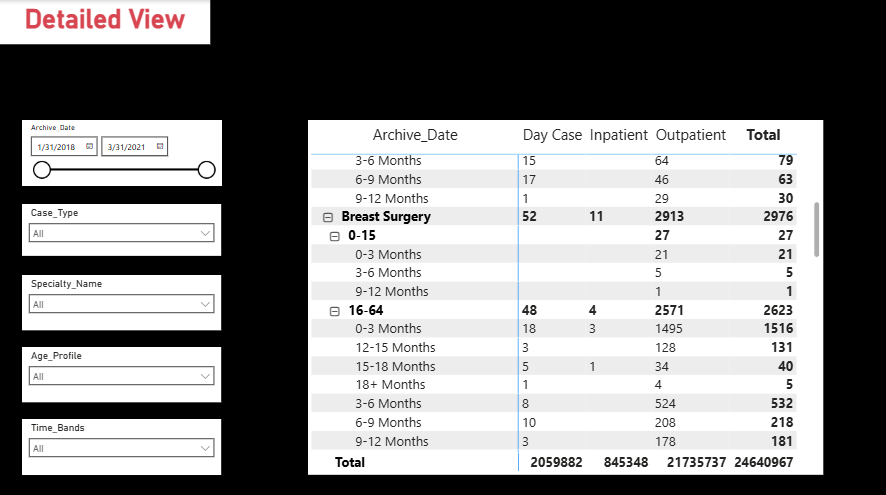 Detailed View
Archive_Date
1/31/2018 3/31/2021
Case_Type
All
Specialty_Name
All
Age_Profile
All
Time_Bands
All
Archive_Date Day Case Inpatient Outpatient Total
3-6 Months 15 64 79
6-9 Months 17 46 63
9-12 Months 1 29 30
Breast Surgery 52 11 2913 2976
0-15 27 27
0-3 Months 21 21
3-6 Months 5 5
9-12 Months 1 1
16-64 48 4 2571 2623
0-3 Months 18 3 1495 1516
12-15 Months 3 128 131
15-18 Months 5 1 34 40
18+ Months 1 4 5
3-6 Months 8 524 532
6-9 Months 10 208 218
9-12 Months 3 178 181
Total 2059882 845348 21735737 24640967